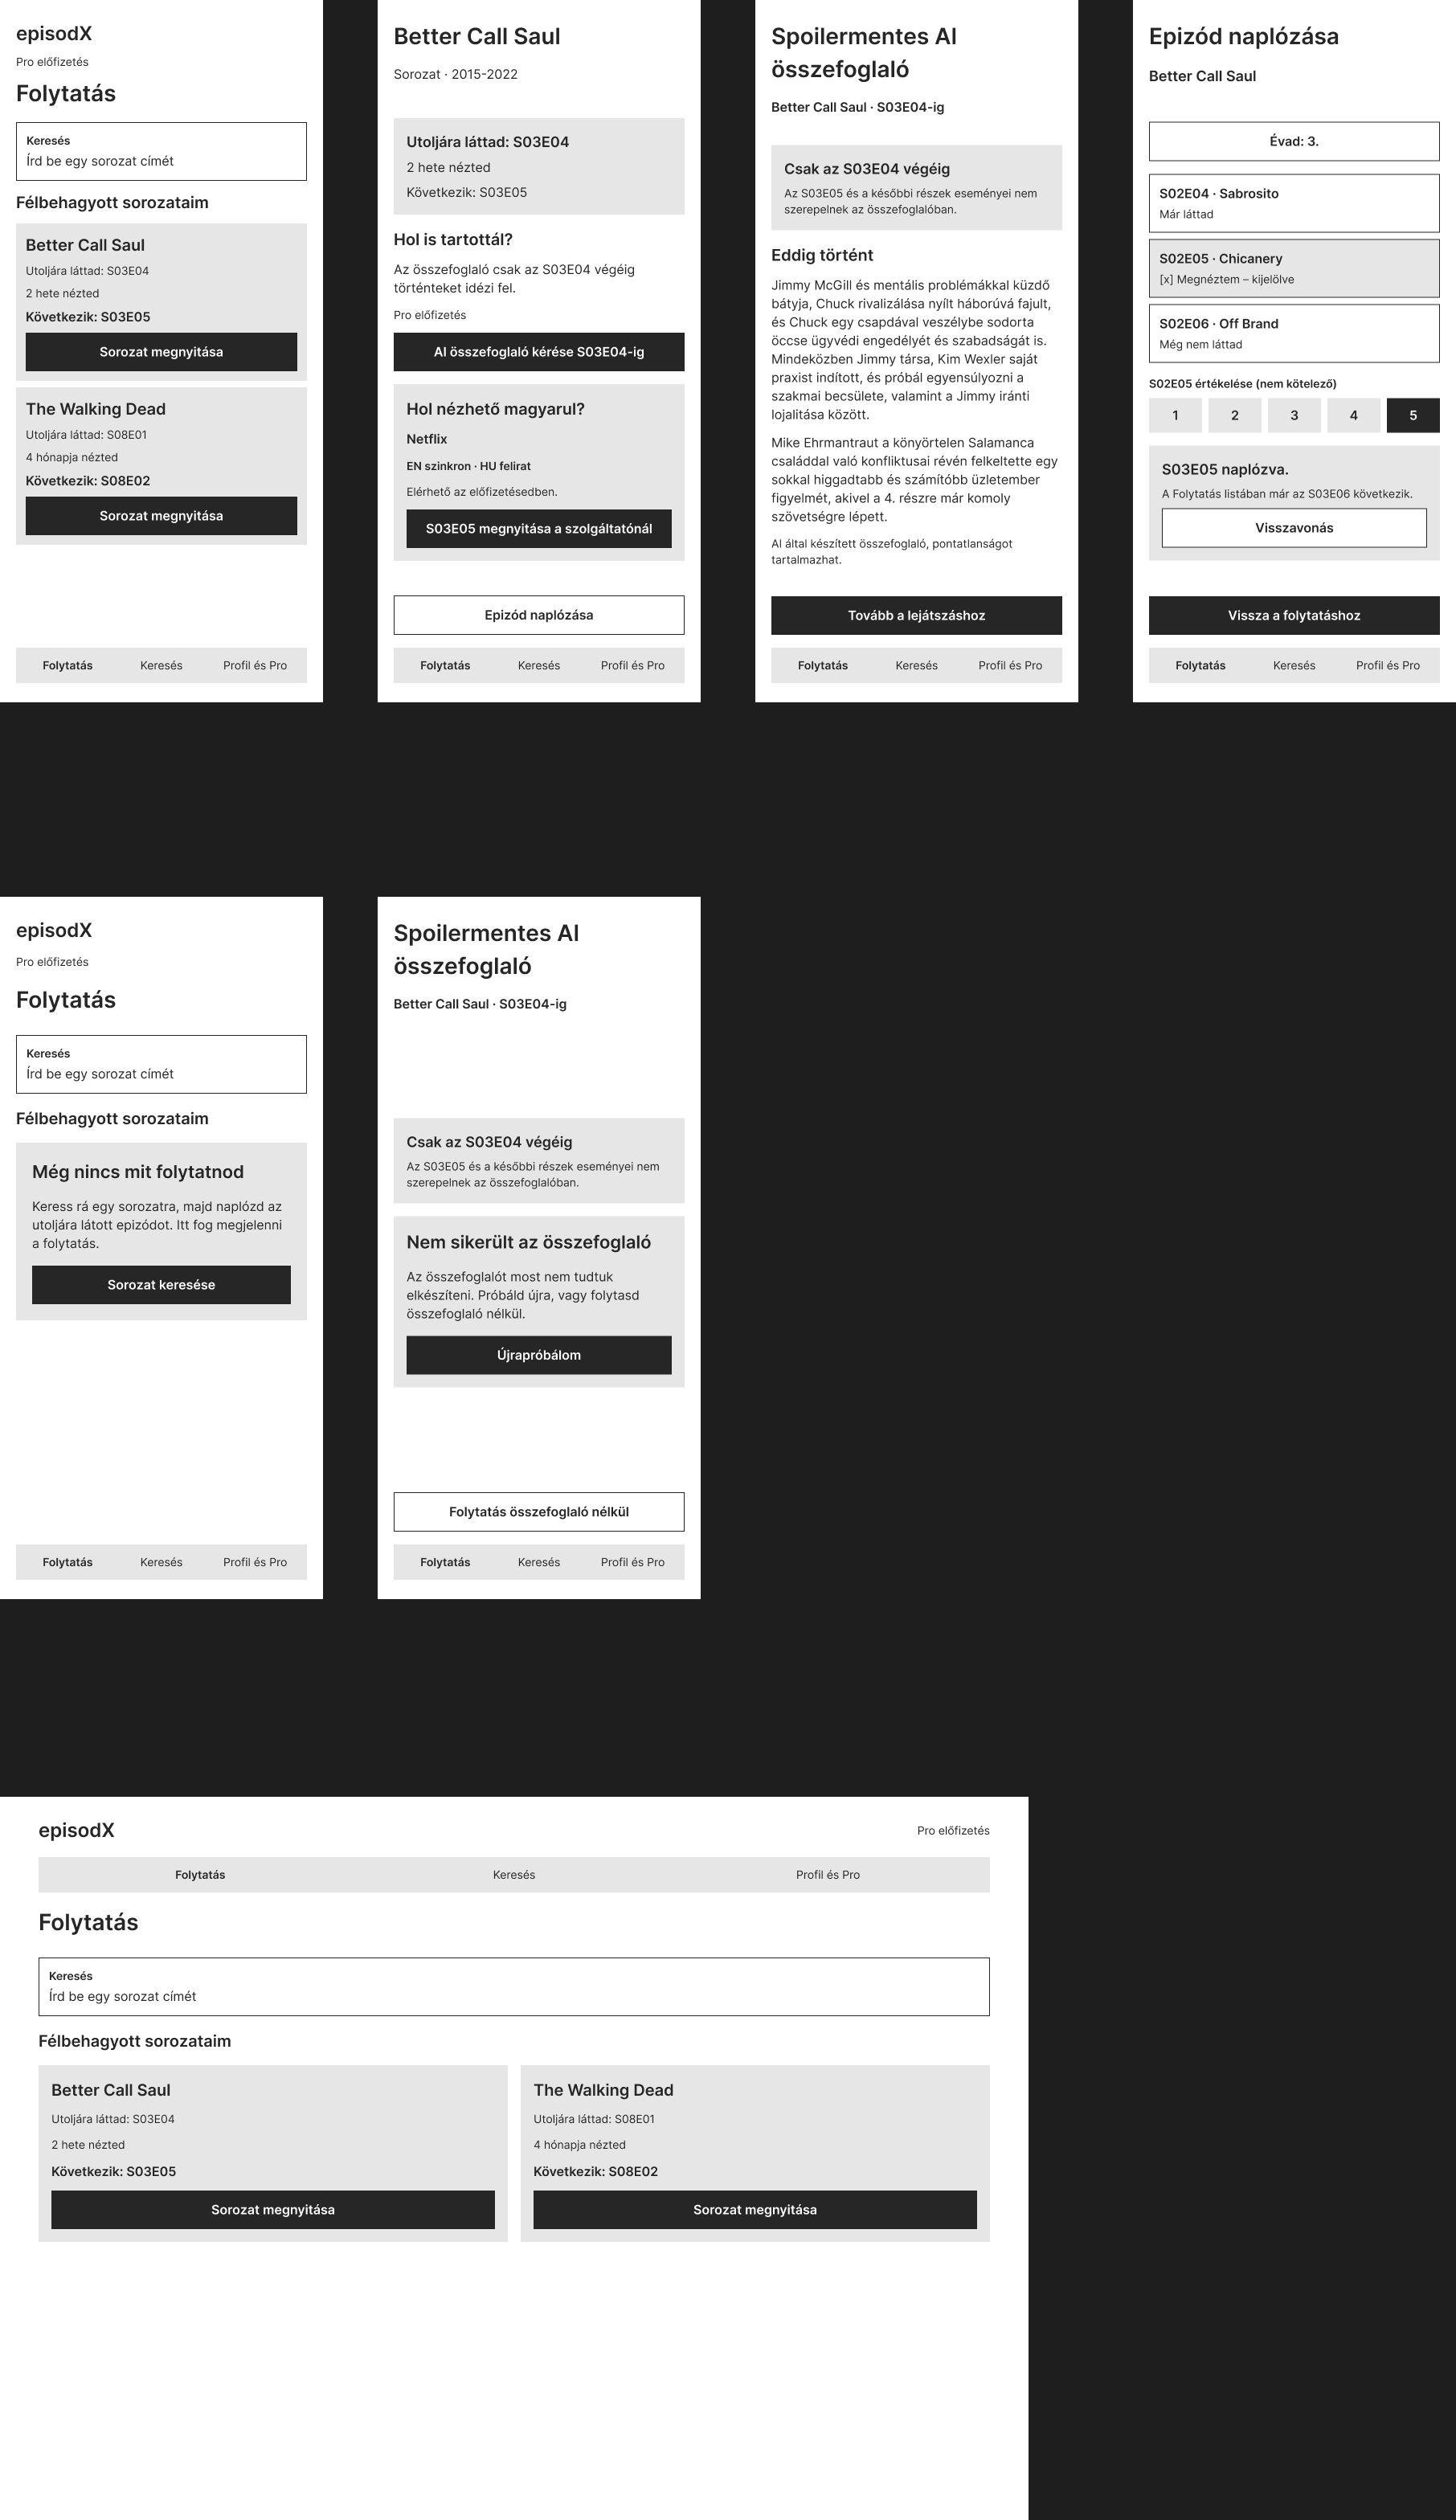 episodX
Pro előfizetés
Folytatás
Keresés
Írd be egy sorozat címét
Félbehagyott sorozataim
Better Call Saul
Utoljára láttad: S03E04
2 hete nézted
Következik: S03E05
Sorozat megnyitása
The Walking Dead
Utoljára láttad: S08E01
4 hónapja nézted
Következik: S08E02
Sorozat megnyitása
Folytatás Keresés Profil és Pro
Better Call Saul
Sorozat · 2015-2022
Utoljára láttad: S03E04
2 hete nézted
Következik: S03E05
Hol is tartottál?
Az összefoglaló csak az S03E04 végéig
történteket idézi fel.
Pro előfizetés
AI összefoglaló kérése S03E04-ig
Hol nézhető magyarul?
Netflix
EN szinkron · HU felirat
Elérhető az előfizetésedben.
S03E05 megnyitása a szolgáltatónál
Epizód naplózása
Folytatás Keresés Profil és Pro
Spoilermentes AI
összefoglaló
Better Call Saul · S03E04-ig
Csak az S03E04 végéig
Az S03E05 és a későbbi részek eseményei nem
szerepelnek az összefoglalóban.
Eddig történt
Jimmy McGill és mentális problémákkal küzdő
bátyja, Chuck rivalizálása nyílt háborúvá fajult,
és Chuck egy csapdával veszélybe sodorta
öccse ügyvédi engedélyét és szabadságát is.
Mindeközben Jimmy társa, Kim Wexler saját
praxist indított, és próbál egyensúlyozni a
szakmai becsülete, valamint a Jimmy iránti
lojalitása között.
Mike Ehrmantraut a könyörtelen Salamanca
családdal való konfliktusai révén felkeltette egy
sokkal higgadtabb és számítóbb üzletember
figyelmét, akivel a 4. részre már komoly
szövetségre lépett.
AI által készített összefoglaló, pontatlanságot
tartalmazhat.
Tovább a lejátszáshoz
Folytatás Keresés Profil és Pro
Epizód naplózása
Better Call Saul
Évad: 3.
S02E04 · Sabrosito
Már láttad
S02E05 · Chicanery
[x] Megnéztem – kijelölve
S02E06 · Off Brand
Még nem láttad
S02E05 értékelése (nem kötelező)
1 2 3 4 5
S03E05 naplózva.
A Folytatás listában már az S03E06 következik.
Visszavonás
Vissza a folytatáshoz
Folytatás Keresés Profil és Pro
episodX
Pro előfizetés
Folytatás
Keresés
Írd be egy sorozat címét
Félbehagyott sorozataim
Még nincs mit folytatnod
Keress rá egy sorozatra, majd naplózd az
utoljára látott epizódot. Itt fog megjelenni
a folytatás.
Sorozat keresése
Folytatás Keresés Profil és Pro
Spoilermentes AI
összefoglaló
Better Call Saul · S03E04-ig
Csak az S03E04 végéig
Az S03E05 és a későbbi részek eseményei nem
szerepelnek az összefoglalóban.
Nem sikerült az összefoglaló
Az összefoglalót most nem tudtuk
elkészíteni. Próbáld újra, vagy folytasd
összefoglaló nélkül.
Újrapróbálom
Folytatás összefoglaló nélkül
Folytatás Keresés Profil és Pro
episodX
Pro előfizetés
Folytatás Keresés Profil és Pro
Folytatás
Keresés
Írd be egy sorozat címét
Félbehagyott sorozataim
Better Call Saul
Utoljára láttad: S03E04
2 hete nézted
Következik: S03E05
Sorozat megnyitása
The Walking Dead
Utoljára láttad: S08E01
4 hónapja nézted
Következik: S08E02
Sorozat megnyitása